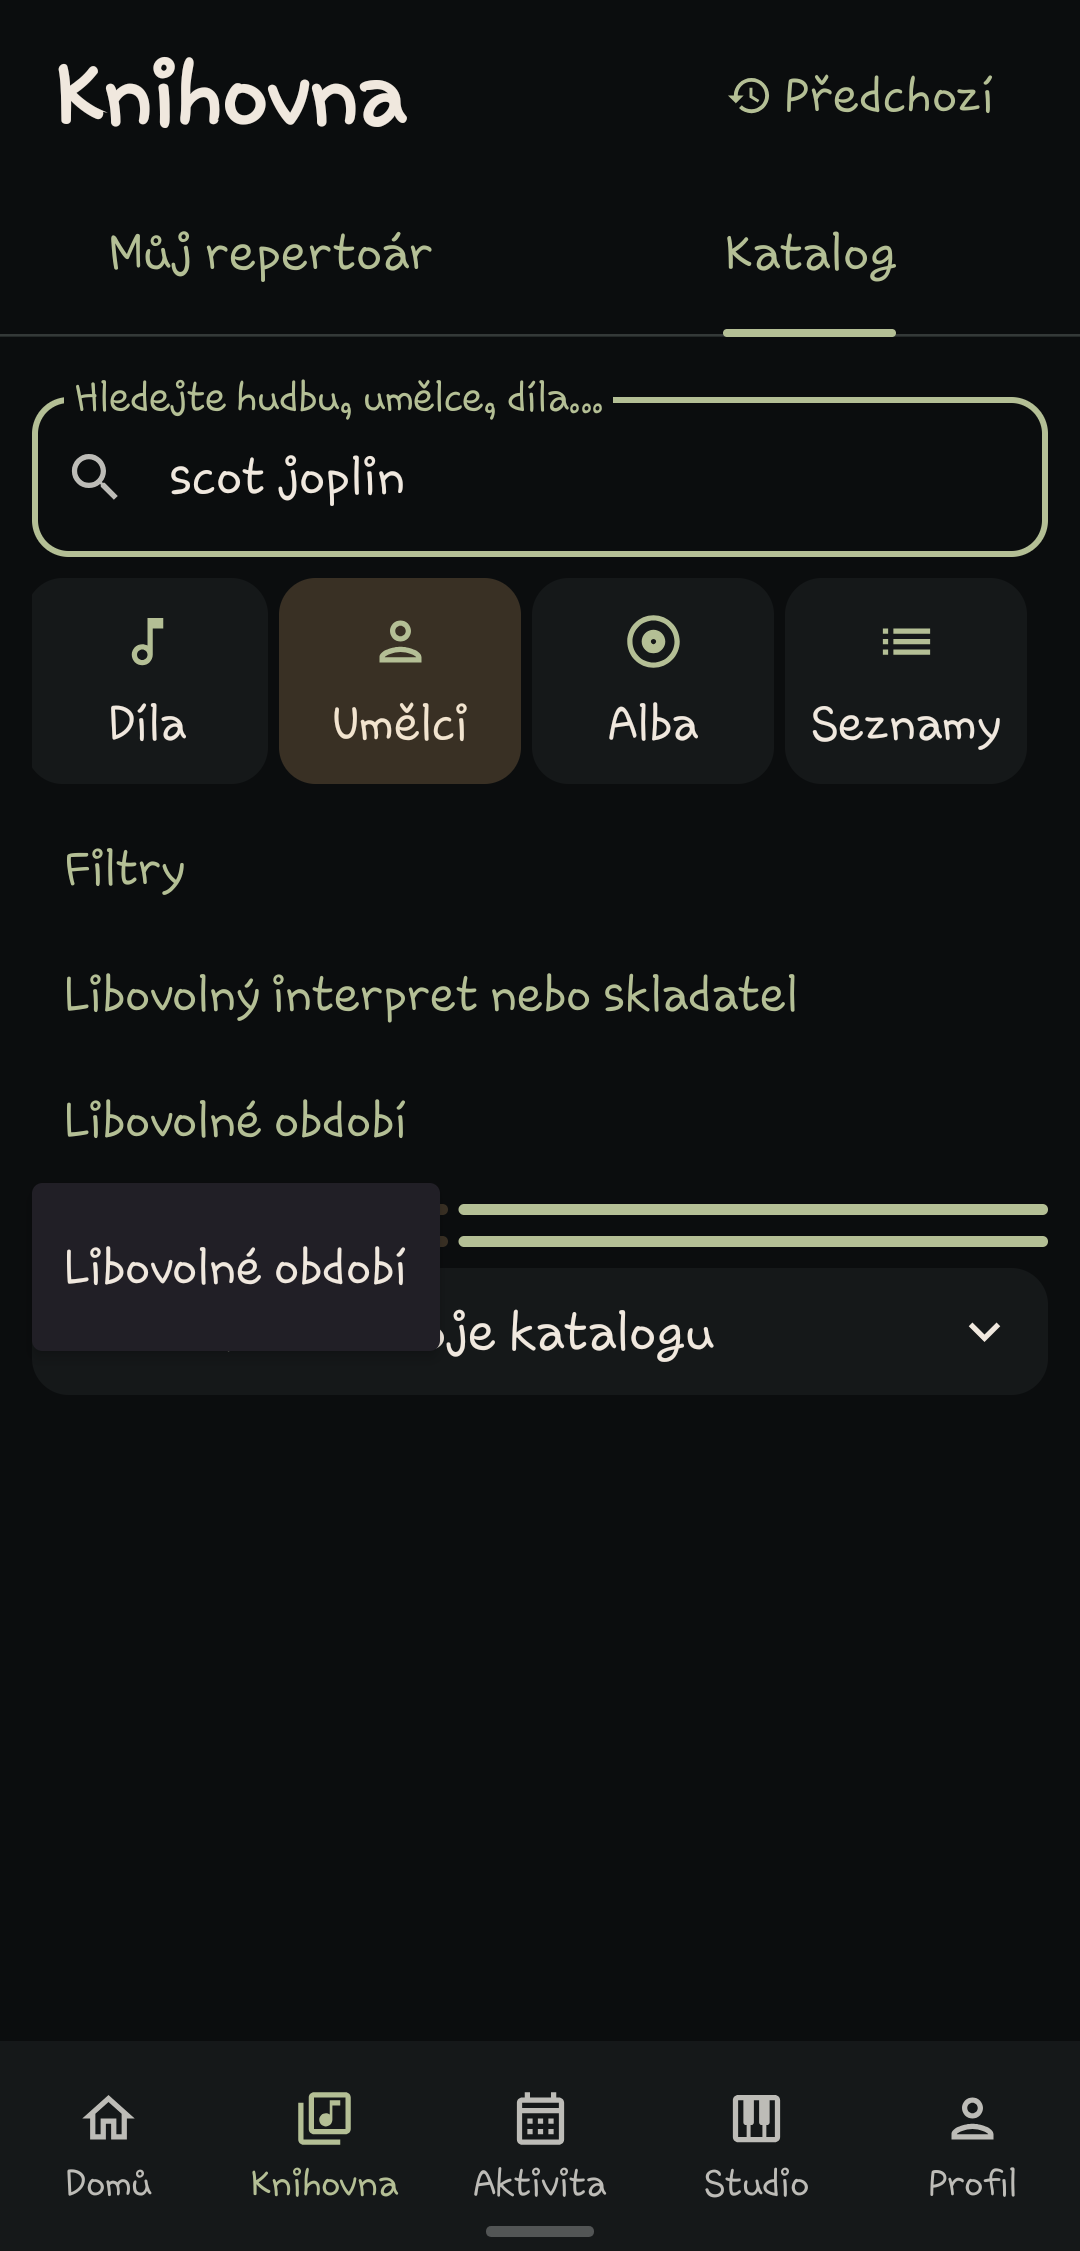 Knihovna
Předchozí
Můj repertoár
Katalog
Hledejte hudbu, umělce, díla...
scot joplin
Díla
Umělci
Alba
Seznamy
Filtry
Libovolný interpret nebo skladatel
Libovolné období
Libovolné období
katalogu
Domů
Knihovna
Aktivita
Studio
Profil